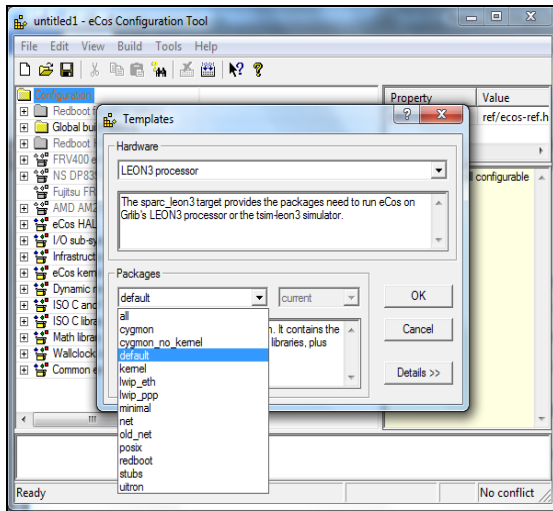 untitled1 - eCos Configuration Tool
File Edit View Build Tools Help
Configuration
Redboot
Global bui
Redboot
FRV400
NS DP83
Fujitsu FR
AMD AM2
eCos HAL
I/O sub-sy
Infrastruct
eCos kern
Dynamic
ISO C and
ISO C libra
Math librar
Wallclock
Common e
Property Value
ref/ecos-ref.h
l configurable
Templates
Hardware
LEON3 processor
The sparc_leon3 target provides the packages need to run eCos on
Grlib's LEON3 processor or the tsim-leon3 simulator.
Packages
default current
n. It contains the
libraries, plus
all
cygmon
cygmon_no_kernel
default
kernel
lwip_eth
lwip_ppp
minimal
net
old_net
posix
redboot
stubs
uitron
OK
Cancel
Details >>
Ready
No conflict